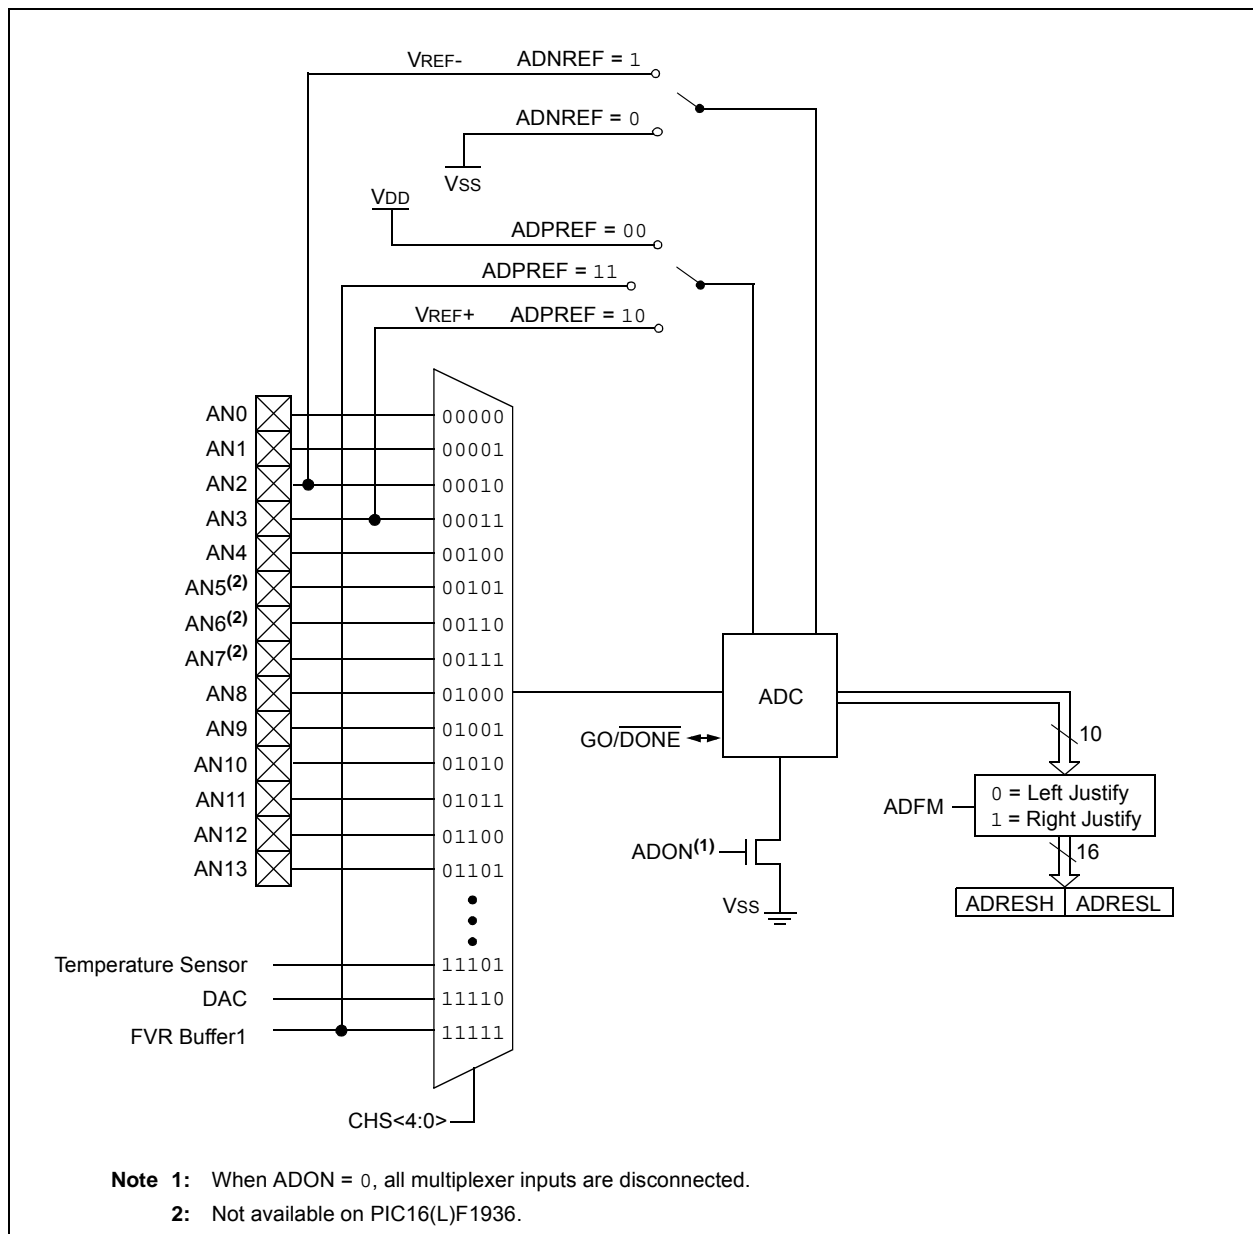 VREF- ADNREF = 1
ADNREF = 0
VSS
VDD
ADPREF = 00
ADPREF = 11
VREF+ ADPREF = 10
AN0 00000
AN1 00001
AN2 00010
AN3 00011
AN4 00100
AN5(2) 00101
AN6(2) 00110
AN7(2) 00111
AN8 01000
ADC
AN9 01001
GO/DONE
10
AN10 01010
AN11 01011
ADFM
0 = Left Justify
1 = Right Justify
AN12 01100
ADON(1)
16
AN13 01101
VSS
ADRESH ADRESL
Temperature Sensor 11101
DAC 11110
FVR Buffer1 11111
CHS<4:0>
Note 1: When ADON = 0, all multiplexer inputs are disconnected.
2: Not available on PIC16(L)F1936.